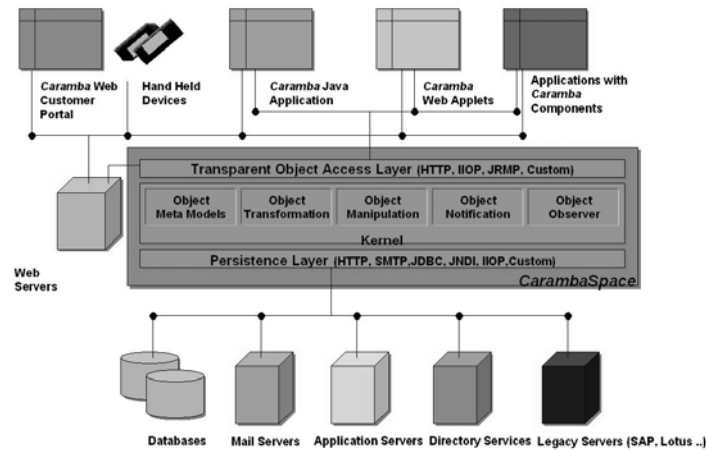 Caramba Web
Customer
Portal
Hand Held
Devices
Caramba Java
Application
Caramba
Web Applets
Applications with
Caramba
Components
Transparent Object Access Layer (HTTP, IIOP, JRMP, Custom)
Object
Meta Models
Object
Transformation
Object
Manipulation
Object
Notification
Object
Observer
Kernel
Persistence Layer (HTTP, SMTP,JDBC, JNDI, IIOP,Custom)
CarambaSpace
Web
Servers
Databases
Mail Servers
Application Servers
Directory Services
Legacy Servers (SAP, Lotus ..)